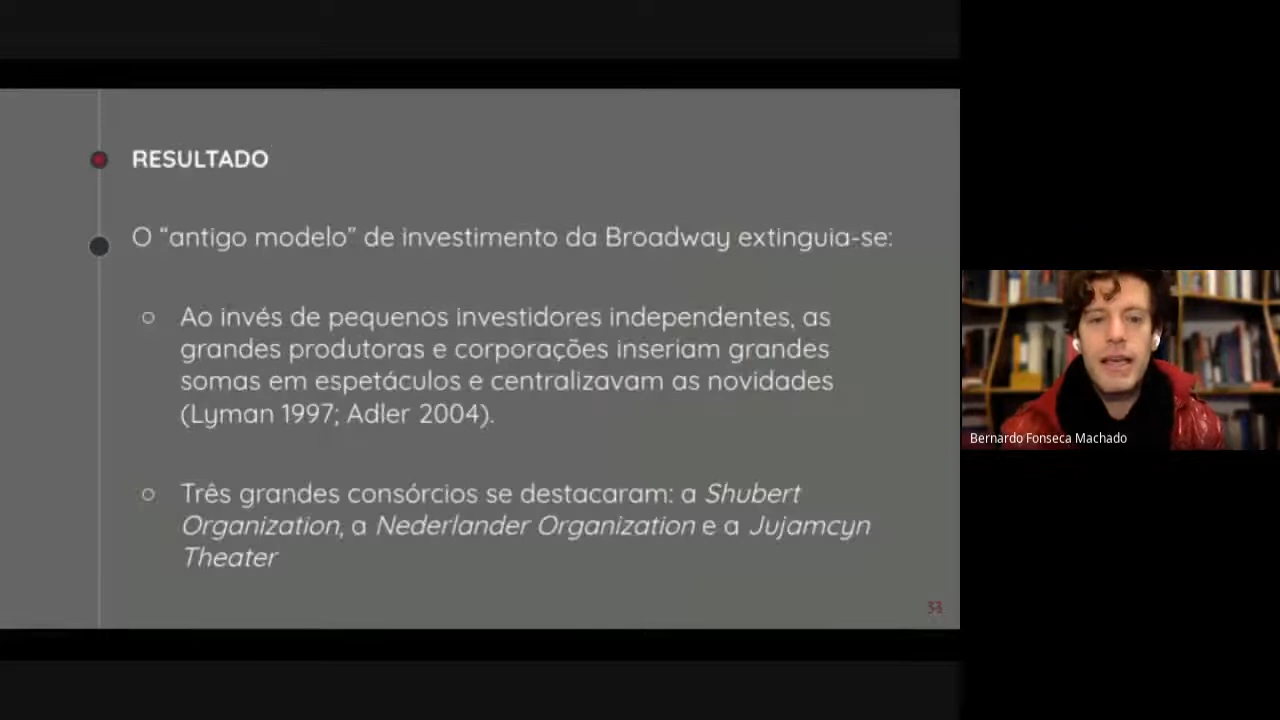 RESULTADO
O “antigo modelo” de investimento da Broadway extinguia-se:
Ao invés de pequenos investidores independentes, as
grandes produtoras e corporações inseriam grandes
somas em espetáculos e centralizavam as novidades
(Lyman 1997; Adler 2004).
Três grandes consórcios se destacaram: a Shubert
Organization, a Nederlander Organization e a Jujamcyn
Theater
Bernardo Fonseca Machado